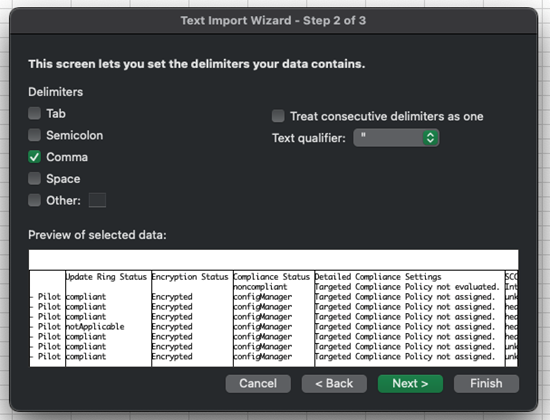 Text Import Wizard - Step 2 of 3
This screen lets you set the delimiters your data contains.
Delimiters
Tab
Treat consecutive delimiters as one
Semicolon
Text qualifier: "
Comma
Space
Other:
Preview of selected data:
Update Ring Status Encryption Status Compliance Status Detailed Compliance Settings SCC
noncompliant Targeted Compliance Policy not evaluated. Int
- Pilot compliant Encrypted configManager Targeted Compliance Policy not assigned. unk
- Pilot compliant Encrypted configManager Targeted Compliance Policy not assigned. hea
- Pilot compliant Encrypted configManager Targeted Compliance Policy not assigned. hea
- Pilot notApplicable Encrypted configManager Targeted Compliance Policy not assigned. hea
- Pilot compliant Encrypted configManager Targeted Compliance Policy not assigned. unk
- Pilot compliant Encrypted configManager Targeted Compliance Policy not assigned. hea
- Pilot compliant Encrypted configManager Targeted Compliance Policy not assigned. unk
Cancel < Back Next > Finish